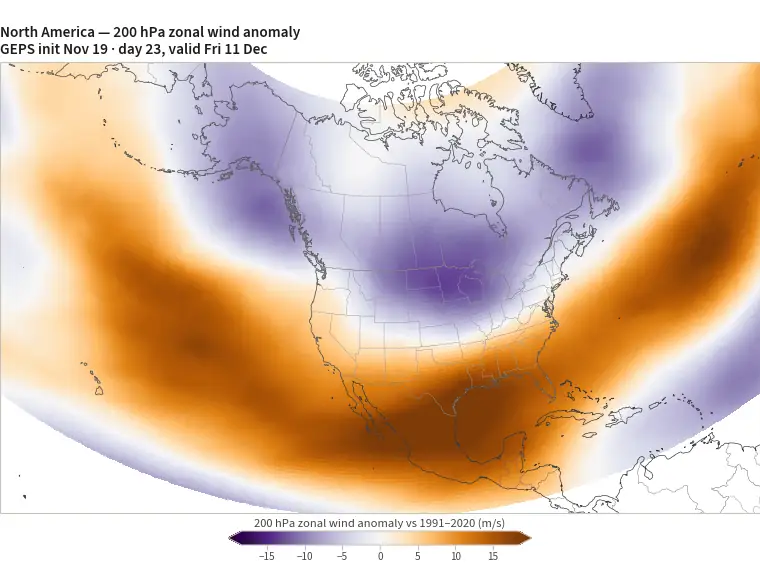 North America — 200 hPa zonal wind anomaly
GEPS init Nov 19 · day 23, valid Fri 11 Dec
200 hPa zonal wind anomaly vs 1991–2020 (m/s)
−15 −10 −5 0 5 10 15